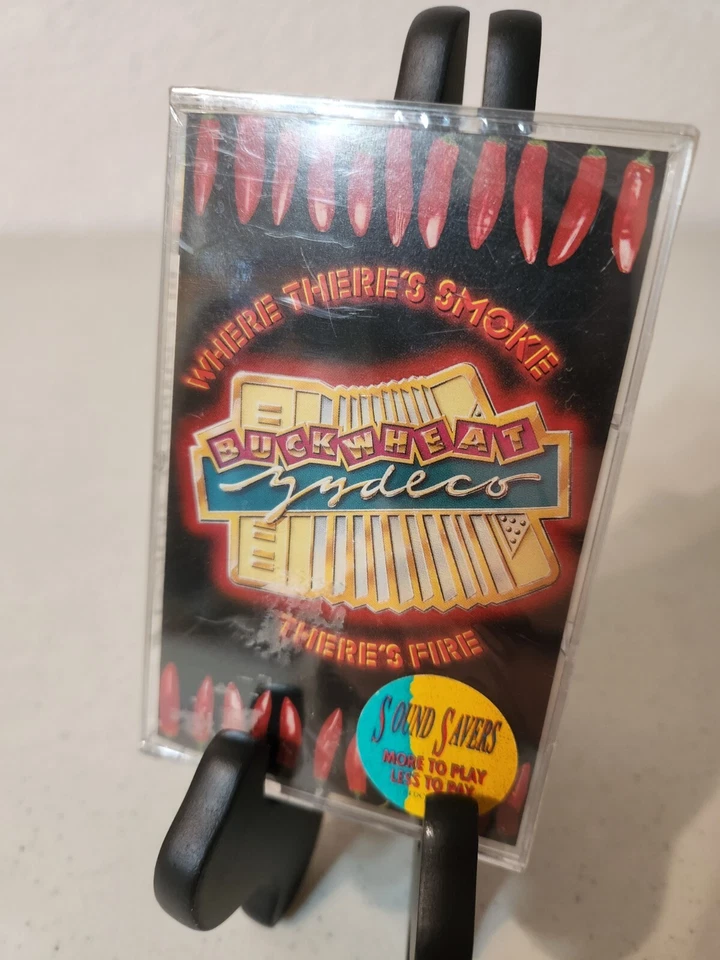 WHERE THERE'S SMOKE
BUCKWHEAT
zydeco
THERE'S FIRE
SOUND SAVERS
MORE TO PLAY
LESS TO PAY